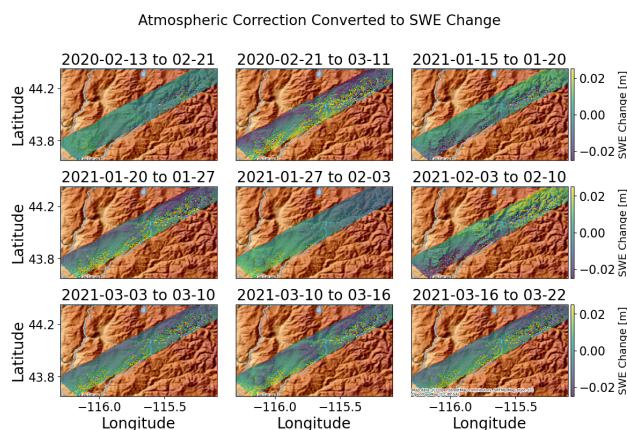 Atmospheric Correction Converted to SWE Change
2020-02-13 to 02-21
2020-02-21 to 03-11
2021-01-15 to 01-20
Latitude
44.2
43.8
0.02
0.00
−0.02
SWE Change [m]
2021-01-20 to 01-27
2021-01-27 to 02-03
2021-02-03 to 02-10
Latitude
44.2
43.8
0.02
0.00
−0.02
SWE Change [m]
2021-03-03 to 03-10
2021-03-10 to 03-16
2021-03-16 to 03-22
Latitude
44.2
43.8
0.02
0.00
−0.02
SWE Change [m]
−116.0 −115.5
−116.0 −115.5
−116.0 −115.5
Longitude
Longitude
Longitude